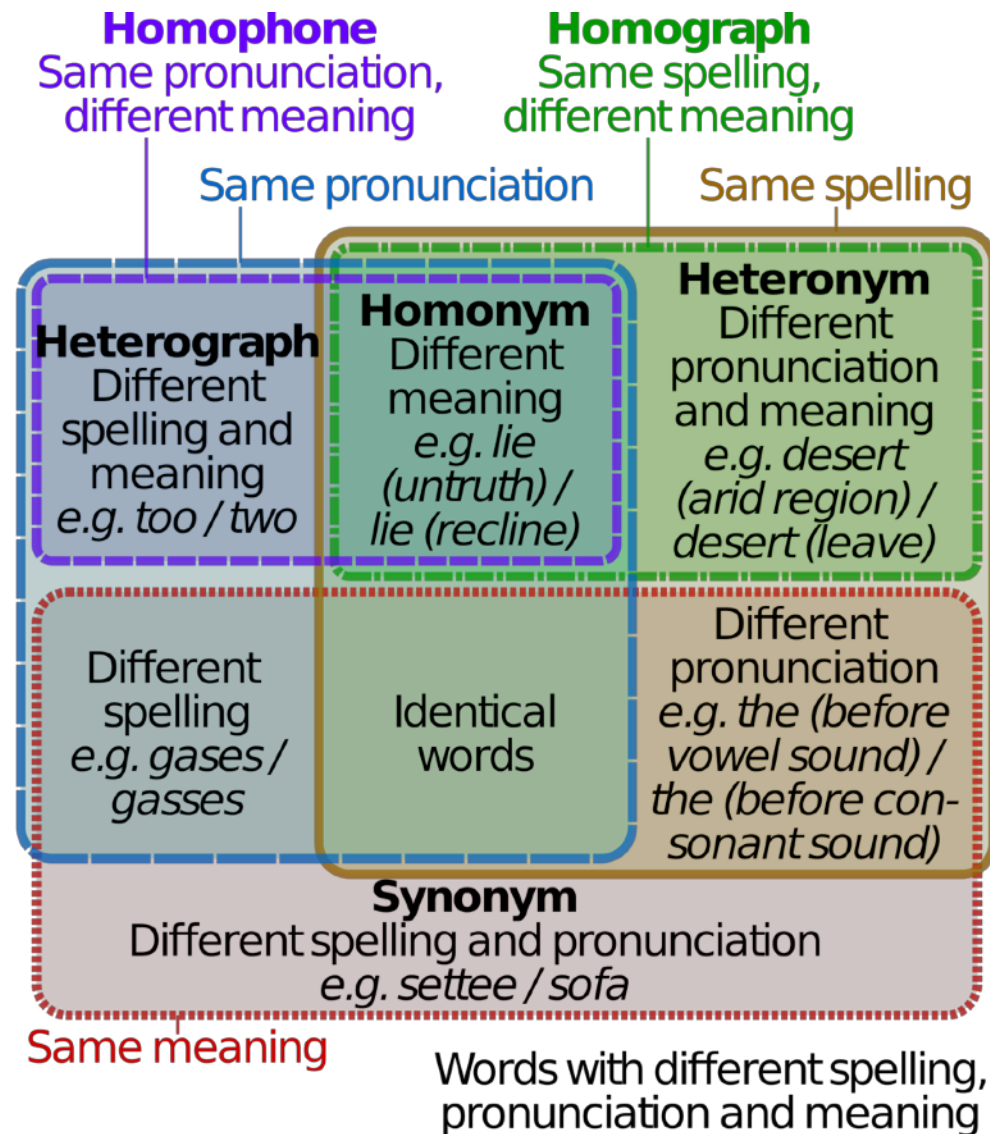 Homophone
Same pronunciation,
different meaning
Homograph
Same spelling,
different meaning
Same pronunciation
Same spelling
Heterograph
Different
spelling and
meaning
e.g. too / two
Homonym
Different
meaning
e.g. lie
(untruth) /
lie (recline)
Heteronym
Different
pronunciation
and meaning
e.g. desert
(arid region) /
desert (leave)
Different
spelling
e.g. gases /
gasses
Identical
words
Different
pronunciation
e.g. the (before
vowel sound) /
the (before con-
sonant sound)
Synonym
Different spelling and pronunciation
e.g. settee / sofa
Same meaning
Words with different spelling,
pronunciation and meaning